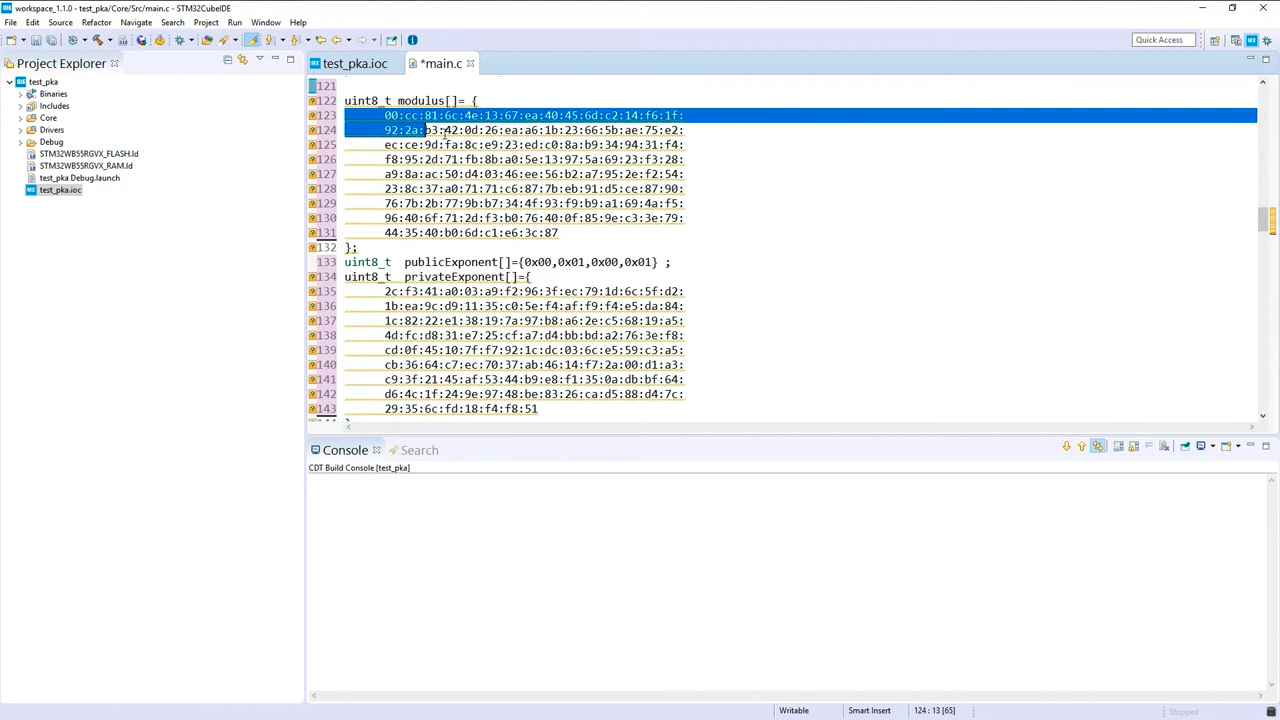 workspace_1.1.0 - test_pka/Core/Src/main.c - STM32CubeIDE
File Edit Source Refactor Navigate Search Project Run Window Help
Quick Access
Project Explorer
test_pka
Binaries
Includes
Core
Drivers
Debug
STM32WB55RGVX_FLASH.ld
STM32WB55RGVX_RAM.ld
test_pka Debug.launch
test_pka.ioc
test_pka.ioc *main.c
121
122 uint8_t modulus[]= {
123 00:cc:81:6c:4e:13:67:ea:40:45:6d:c2:14:f6:1f:
124 92:2a:b3:42:0d:26:ea:a6:1b:23:66:5b:ae:75:e2:
125 ec:ce:9d:fa:8c:e9:23:ed:c0:8a:b9:34:94:31:f4:
126 f8:95:2d:71:fb:8b:a0:5e:13:97:5a:69:23:f3:28:
127 a9:8a:ac:50:d4:03:46:ee:56:b2:a7:95:2e:f2:54:
128 23:8c:37:a0:71:71:c6:87:7b:eb:91:d5:ce:87:90:
129 76:7b:2b:77:9b:b7:34:4f:93:f9:b9:a1:69:4a:f5:
130 96:40:6f:71:2d:f3:b0:76:40:0f:85:9e:c3:3e:79:
131 44:35:40:b0:6d:c1:e6:3c:87
132 };
133 uint8_t publicExponent[]={0x00,0x01,0x00,0x01} ;
134 uint8_t privateExponent[]={
135 2c:f3:41:a0:03:a9:f2:96:3f:ec:79:1d:6c:5f:d2:
136 1b:ea:9c:d9:11:35:c0:5e:f4:af:f9:f4:e5:da:84:
137 1c:82:22:e1:38:19:7a:97:b8:a6:2e:c5:68:19:a5:
138 4d:fc:d8:31:e7:25:cf:a7:d4:bb:bd:a2:76:3e:f8:
139 cd:0f:45:10:7f:f7:92:1c:dc:03:6c:e5:59:c3:a5:
140 cb:36:64:c7:ec:70:37:ab:46:14:f7:2a:00:d1:a3:
141 c9:3f:21:45:af:53:44:b9:e8:f1:35:0a:db:bf:64:
142 d6:4c:1f:24:9e:97:48:be:83:26:ca:d5:88:d4:7c:
143 29:35:6c:fd:18:f4:f8:51
Console Search
CDT Build Console [test_pka]
Writable Smart Insert 124 : 13 [65] Stopped